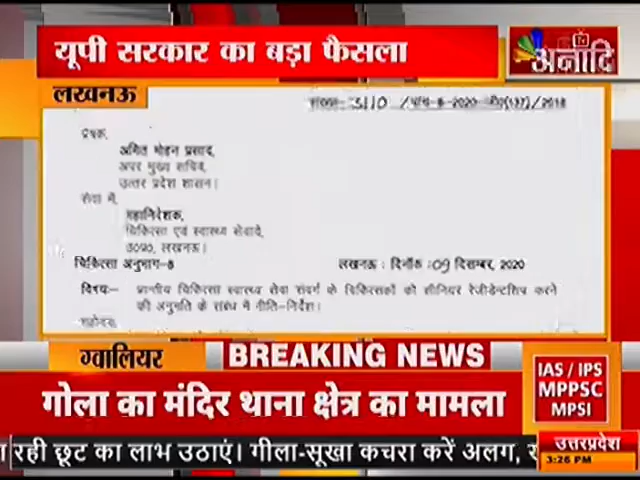 यूपी सरकार का बड़ा फैसला
TV
अनादि
लखनऊ
संख्या- 3110 /पांच-6-2020-जी(137)/2018
प्रेषक,
अमित मोहन प्रसाद,
अपर मुख्य सचिव,
उत्तर प्रदेश शासन।
सेवा में,
महानिदेशक,
चिकित्सा एवं स्वास्थ्य सेवायें,
उ0प्र0, लखनऊ।
चिकित्सा अनुभाग-6 लखनऊ : दिनांक :09 दिसम्बर, 2020
विषय:- प्रान्तीय चिकित्सा स्वास्थ्य सेवा संवर्ग के चिकित्सकों को सीनियर रेजीडेन्टशिप करने
की अनुमति के संबंध में नीति-निर्देश।
महोदय,
ग्वालियर
BREAKING NEWS
IAS / IPS
MPPSC
MPSI
गोला का मंदिर थाना क्षेत्र का मामला
रही छूट का लाभ उठाएं। गीला-सूखा कचरा करें अलग,
उत्तरप्रदेश
3:26 PM